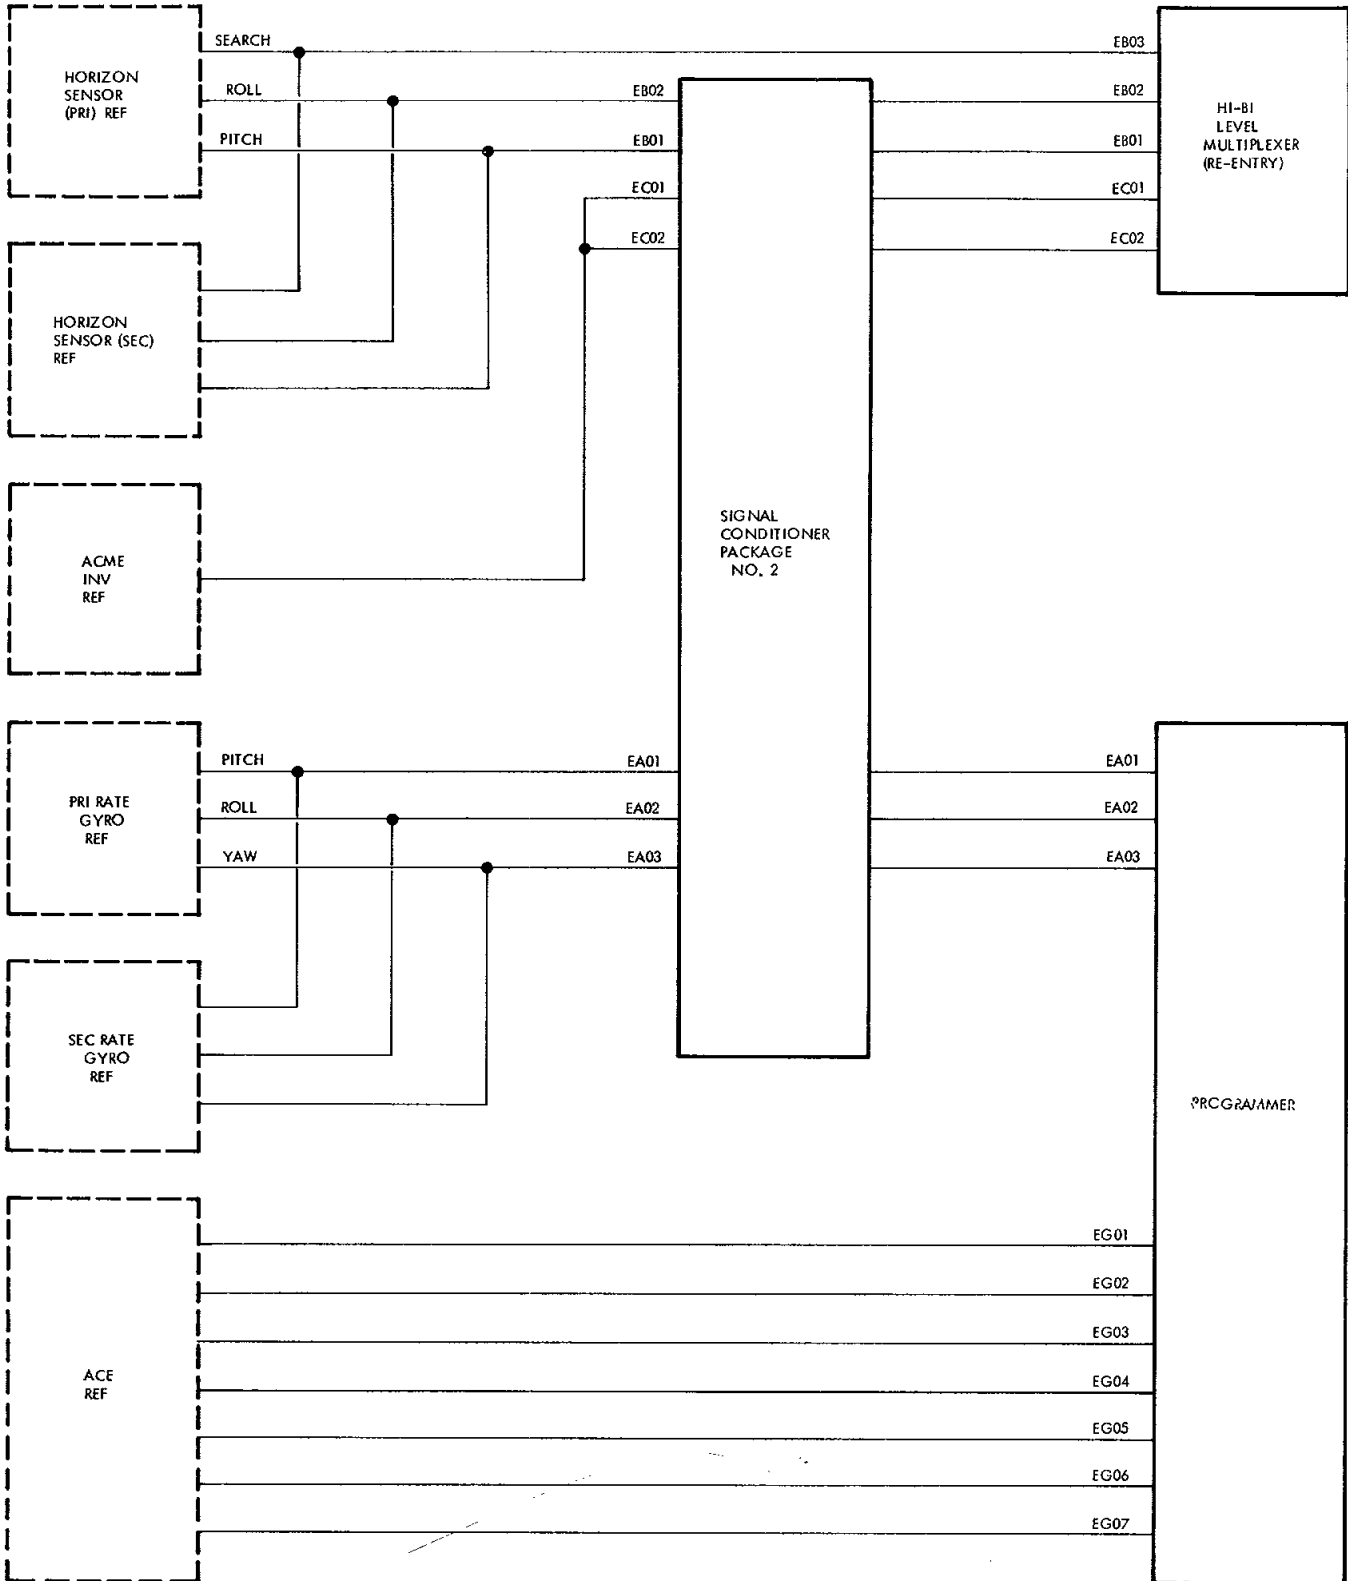 SEARCH
EB03
HORIZON
SENSOR
(PRI) REF
ROLL
EB02
EB02
HI-BI
LEVEL
MULTIPLEXER
(RE-ENTRY)
PITCH
EB01
EB01
EC01
EC01
EC02
EC02
HORIZON
SENSOR (SEC)
REF
SIGNAL
CONDITIONER
PACKAGE
NO. 2
ACME
INV
REF
PITCH
EA01
EA01
PRI RATE
GYRO
REF
ROLL
EA02
EA02
YAW
EA03
EA03
SEC RATE
GYRO
REF
PROGRAMMER
EG01
EG02
EG03
ACE
REF
EG04
EG05
EG06
EG07